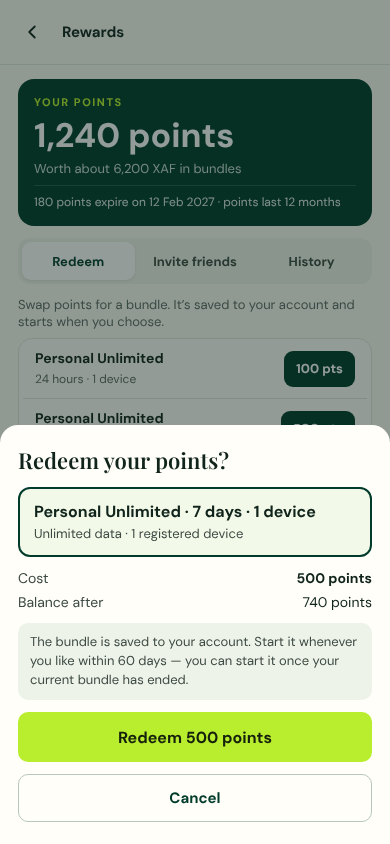 Rewards
YOUR POINTS
1,240 points
Worth about 6,200 XAF in bundles
180 points expire on 12 Feb 2027 · points last 12 months
Redeem
Invite friends
History
Swap points for a bundle. It's saved to your account and
starts when you choose.
Personal Unlimited
100 pts
24 hours · 1 device
Personal Unlimited
Redeem your points?
Personal Unlimited · 7 days · 1 device
Unlimited data · 1 registered device
Cost
500 points
Balance after
740 points
The bundle is saved to your account. Start it whenever
you like within 60 days — you can start it once your
current bundle has ended.
Redeem 500 points
Cancel